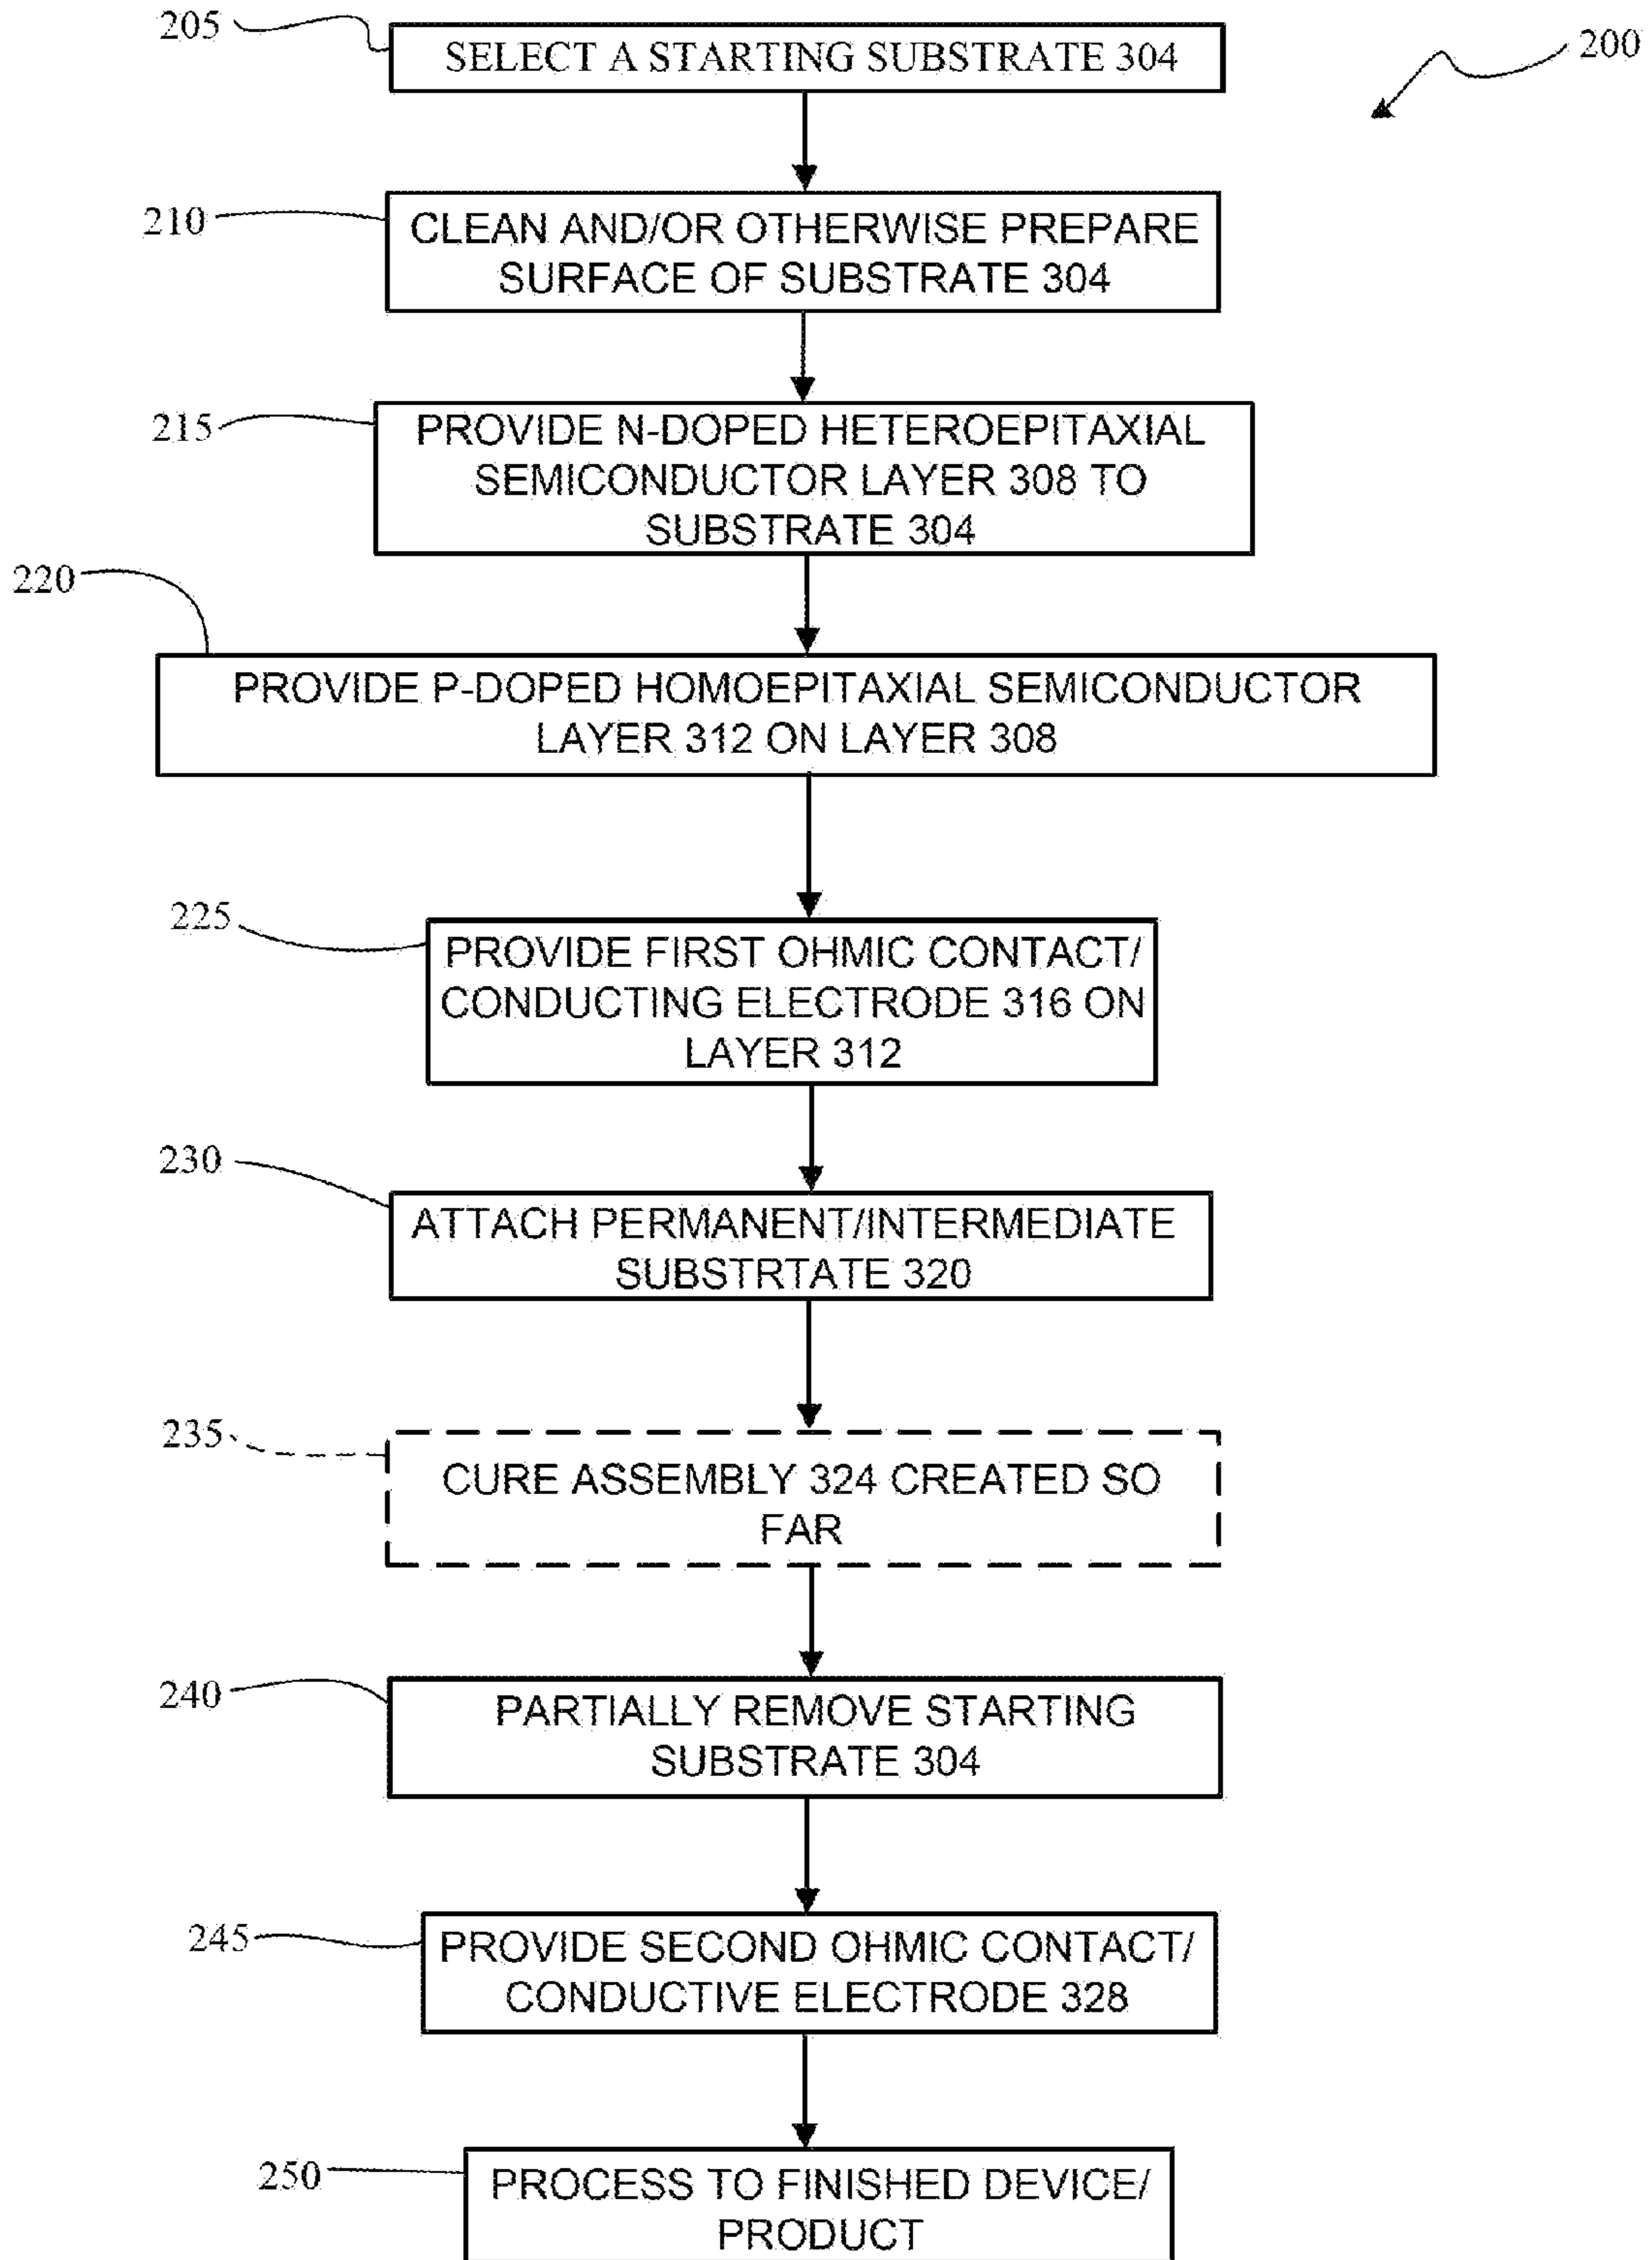 205
SELECT A STARTING SUBSTRATE 304
200
210
CLEAN AND/OR OTHERWISE PREPARE
SURFACE OF SUBSTRATE 304
215
PROVIDE N-DOPED HETEROEPITAXIAL
SEMICONDUCTOR LAYER 308 TO
SUBSTRATE 304
220
PROVIDE P-DOPED HOMOEPITAXIAL SEMICONDUCTOR
LAYER 312 ON LAYER 308
225
PROVIDE FIRST OHMIC CONTACT/
CONDUCTING ELECTRODE 316 ON
LAYER 312
230
ATTACH PERMANENT/INTERMEDIATE
SUBSTRTATE 320
235
CURE ASSEMBLY 324 CREATED SO
FAR
240
PARTIALLY REMOVE STARTING
SUBSTRATE 304
245
PROVIDE SECOND OHMIC CONTACT/
CONDUCTIVE ELECTRODE 328
250
PROCESS TO FINISHED DEVICE/
PRODUCT